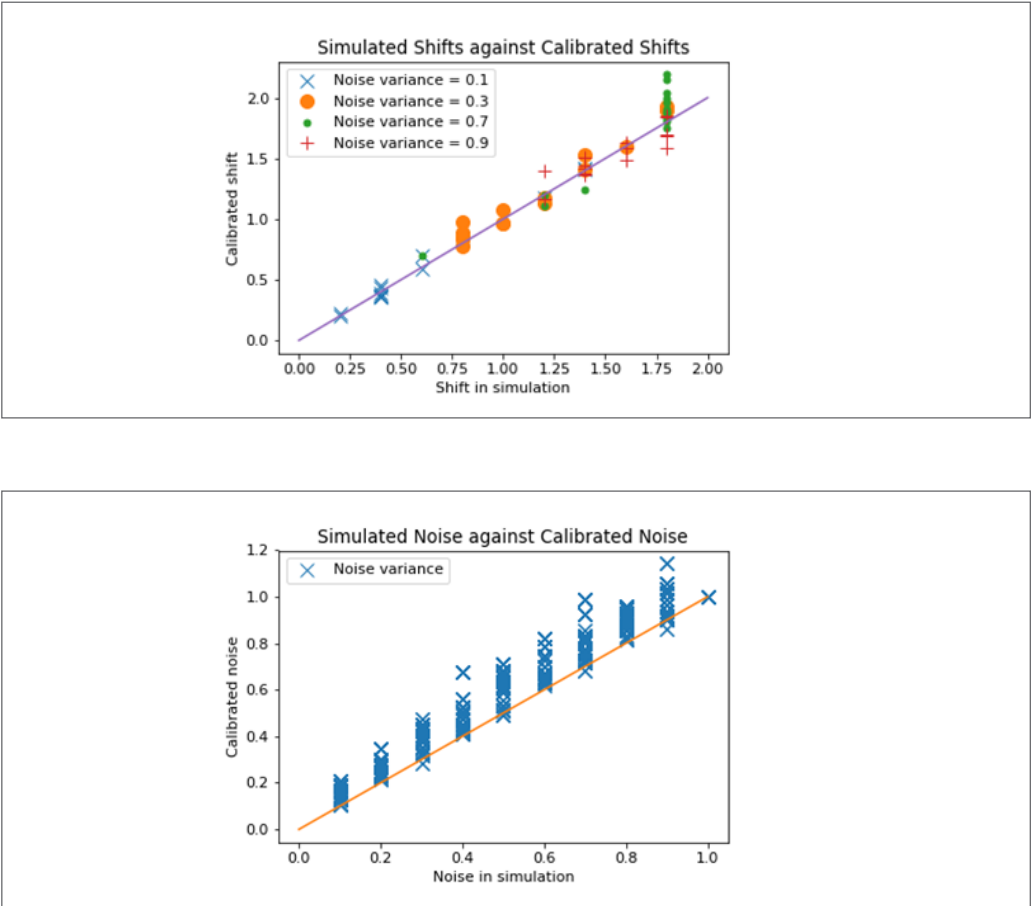 Simulated Shifts against Calibrated Shifts
Noise variance = 0.1
Noise variance = 0.3
Noise variance = 0.7
Noise variance = 0.9
2.0
1.5
1.0
0.5
0.0
Calibrated shift
0.00 0.25 0.50 0.75 1.00 1.25 1.50 1.75 2.00
Shift in simulation
Simulated Noise against Calibrated Noise
Noise variance
1.2
1.0
0.8
0.6
0.4
0.2
0.0
Calibrated noise
0.0 0.2 0.4 0.6 0.8 1.0
Noise in simulation